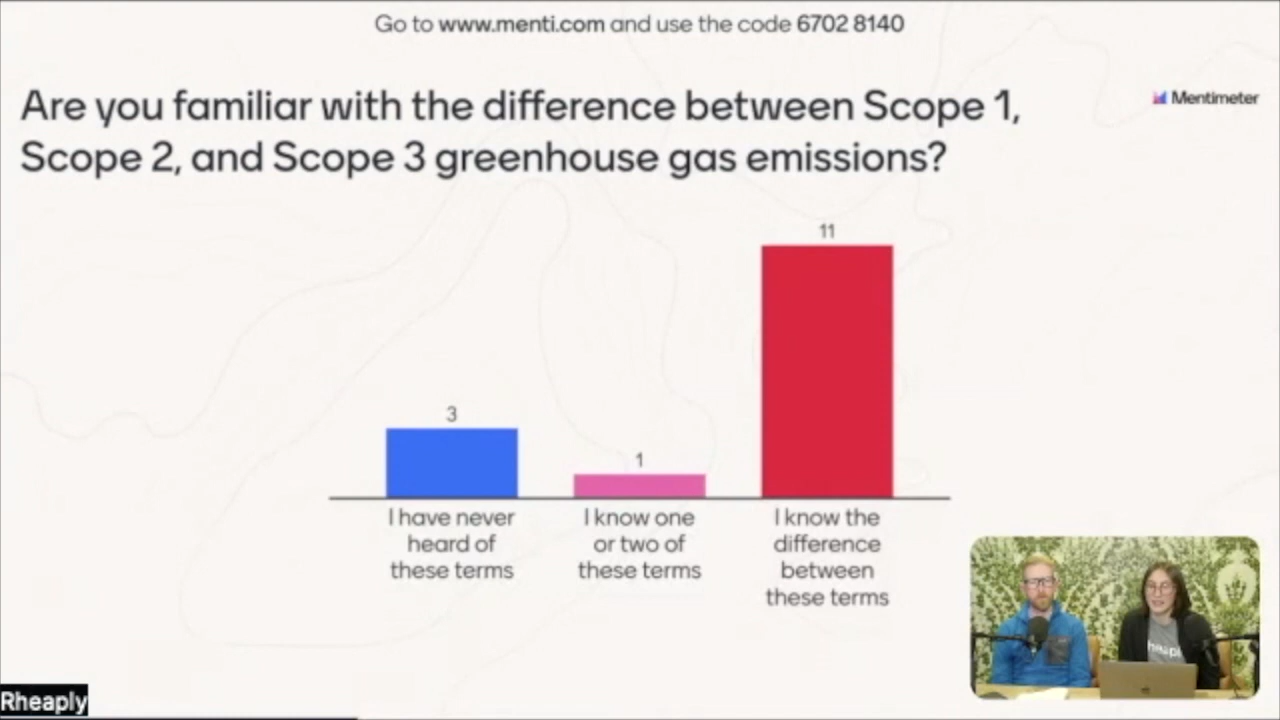 Go to www.menti.com and use the code 6702 8140
Are you familiar with the difference between Scope 1,
Scope 2, and Scope 3 greenhouse gas emissions?
Mentimeter
11
3
1
I have never
heard of
these terms
I know one
or two of
these terms
I know the
difference
between
these terms
Rheaply